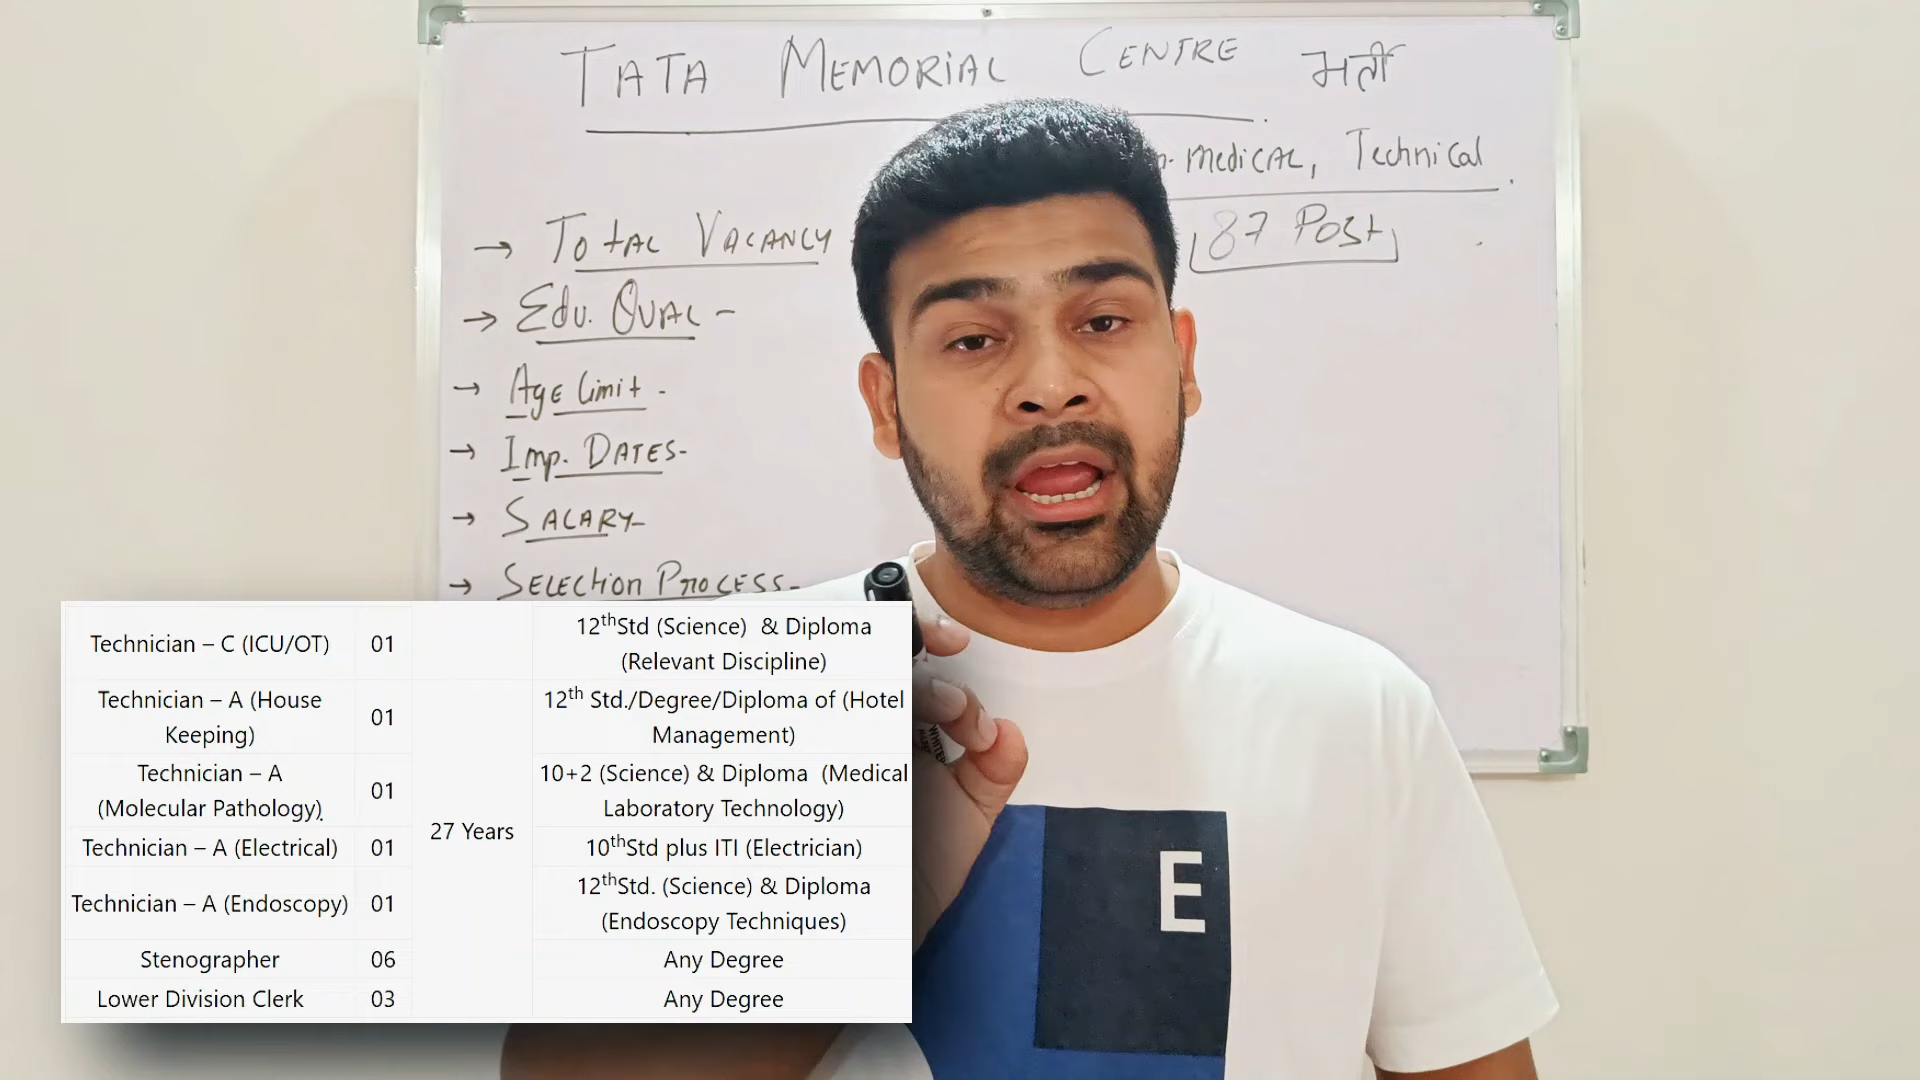 TATA MEMORIAL CENTRE भर्ती
MEDICAL, Technical
→ Total Vacancy
87 Post
→ Edu. Qual -
→ Age limit -
→ Imp. DATES-
→ SALARY-
→ SELECTION PROCESS-
Technician – C (ICU/OT) 01 12thStd (Science) & Diploma
(Relevant Discipline)
Technician – A (House
Keeping) 01 12th Std./Degree/Diploma of (Hotel
Management)
Technician – A
(Molecular Pathology) 01 10+2 (Science) & Diploma (Medical
Laboratory Technology)
27 Years
Technician – A (Electrical) 01 10thStd plus ITI (Electrician)
Technician – A (Endoscopy) 01 12thStd. (Science) & Diploma
(Endoscopy Techniques)
Stenographer 06 Any Degree
Lower Division Clerk 03 Any Degree
E